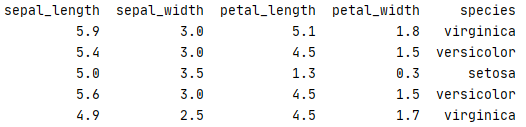 sepal_length sepal_width petal_length petal_width species
5.9 3.0 5.1 1.8 virginica
5.4 3.0 4.5 1.5 versicolor
5.0 3.5 1.3 0.3 setosa
5.6 3.0 4.5 1.5 versicolor
4.9 2.5 4.5 1.7 virginica